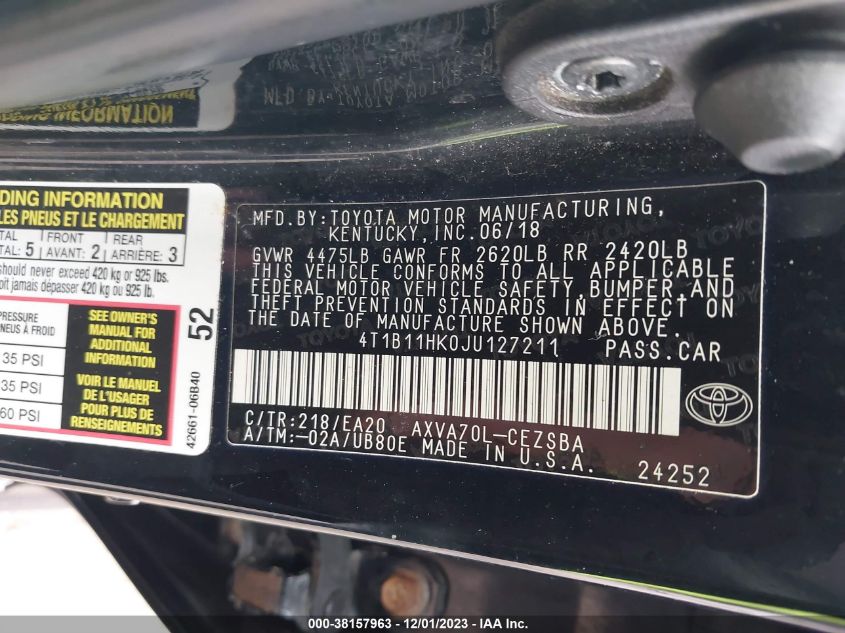 DING INFORMATION
LES PNEUS ET LE CHARGEMENT
TAL FRONT REAR
TAL: 5 AVANT: 2 ARRIÈRE: 3
should never exceed 420 kg or 925 lbs.
oit jamais dépasser 420 kg ou 925 lb.
PRESSURE
NEUS À FROID
35 PSI
35 PSI
60 PSI
SEE OWNER'S
MANUAL FOR
ADDITIONAL
INFORMATION
VOIR LE MANUEL
DE L'USAGER
POUR PLUS DE
RENSEIGNEMENTS
52
42661-06B40
MFD.BY:TOYOTA MOTOR MANUFACTURING,
KENTUCKY,INC.06/18
GVWR 4475LB GAWR FR 2620LB RR 2420LB
THIS VEHICLE CONFORMS TO ALL APPLICABLE
FEDERAL MOTOR VEHICLE SAFETY, BUMPER, AND
THEFT PREVENTION STANDARDS IN EFFECT ON
THE DATE OF MANUFACTURE SHOWN ABOVE.
4T1B11HK0JU127211 PASS.CAR
C/TR:218/EA20 AXVA70L-CEZSBA
A/TM:-02A/UB80E MADE IN U.S.A. 24252
000-38157963 - 12/01/2023 - IAA Inc.